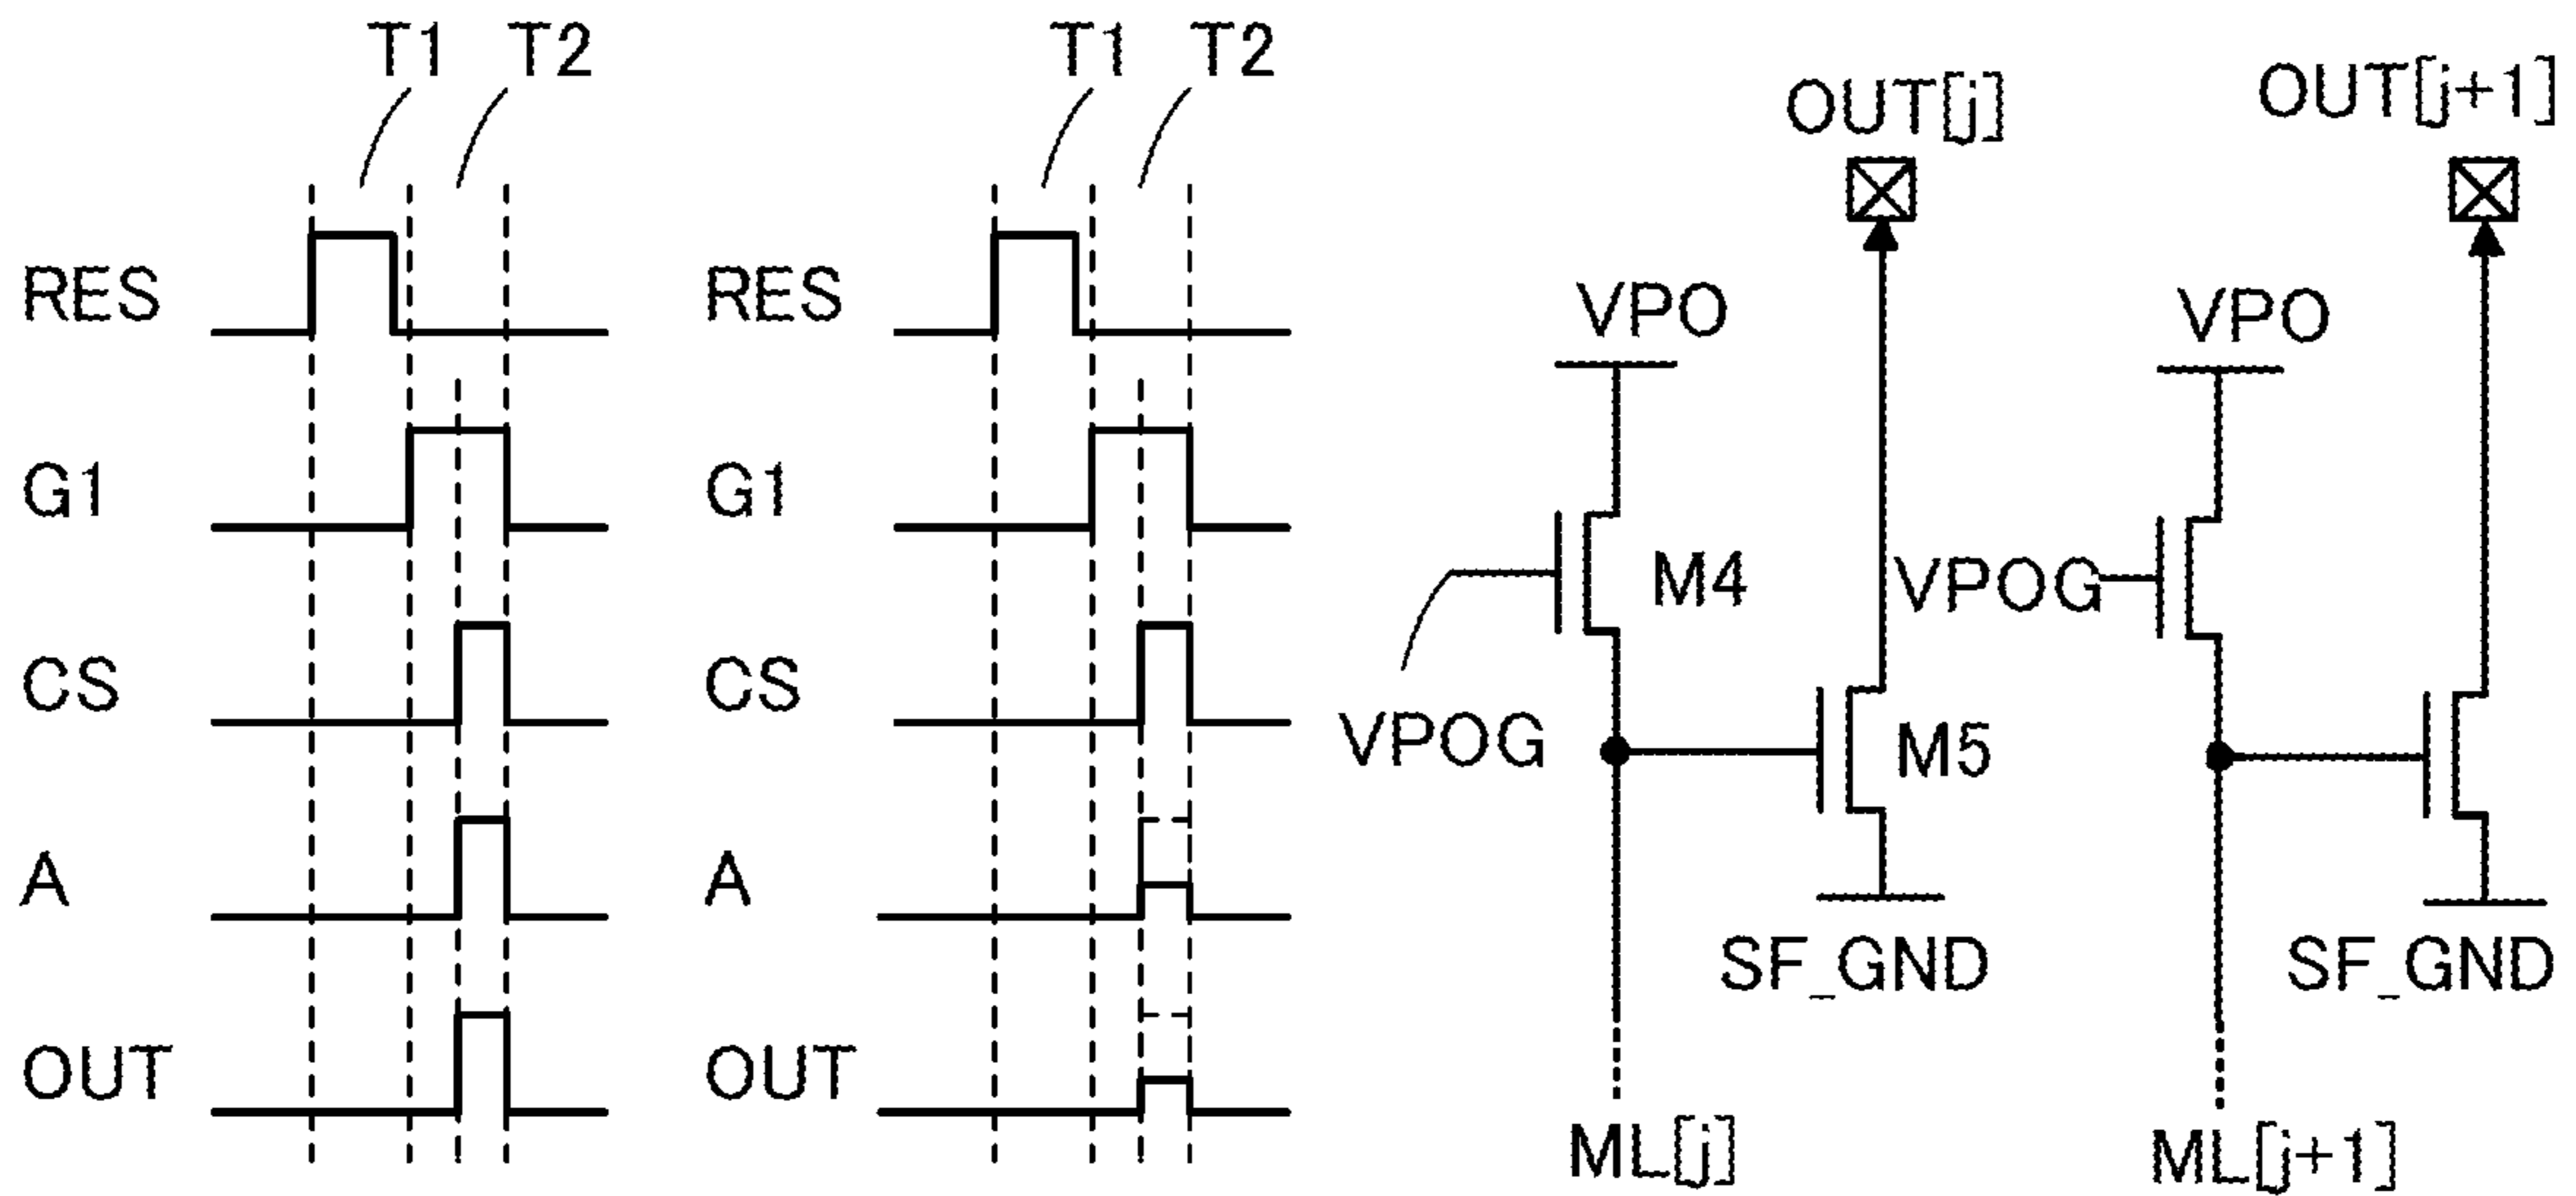 T1 T2
RES
G1
CS
A
OUT
T1 T2
RES
G1
CS
A
OUT
OUT[j]
VPO
M4
VPOG
M5
SF_GND
ML[j]
OUT[j+1]
VPO
VPOG
SF_GND
ML[j+1]